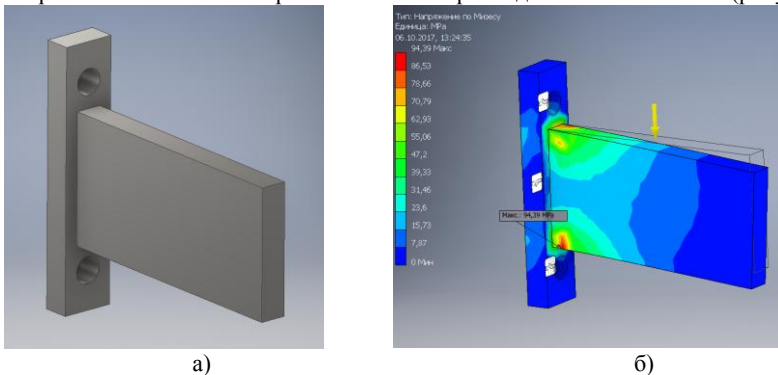 Тип: Напряжение по Мизесу
Единица: MPa
06.10.2017, 13:24:35
94,39 Макс
86,53
78,66
70,79
62,93
55,06
47,2
39,33
31,46
23,6
15,73
7,87
0 Мин
Макс.: 94,39 MPa
а)
б)